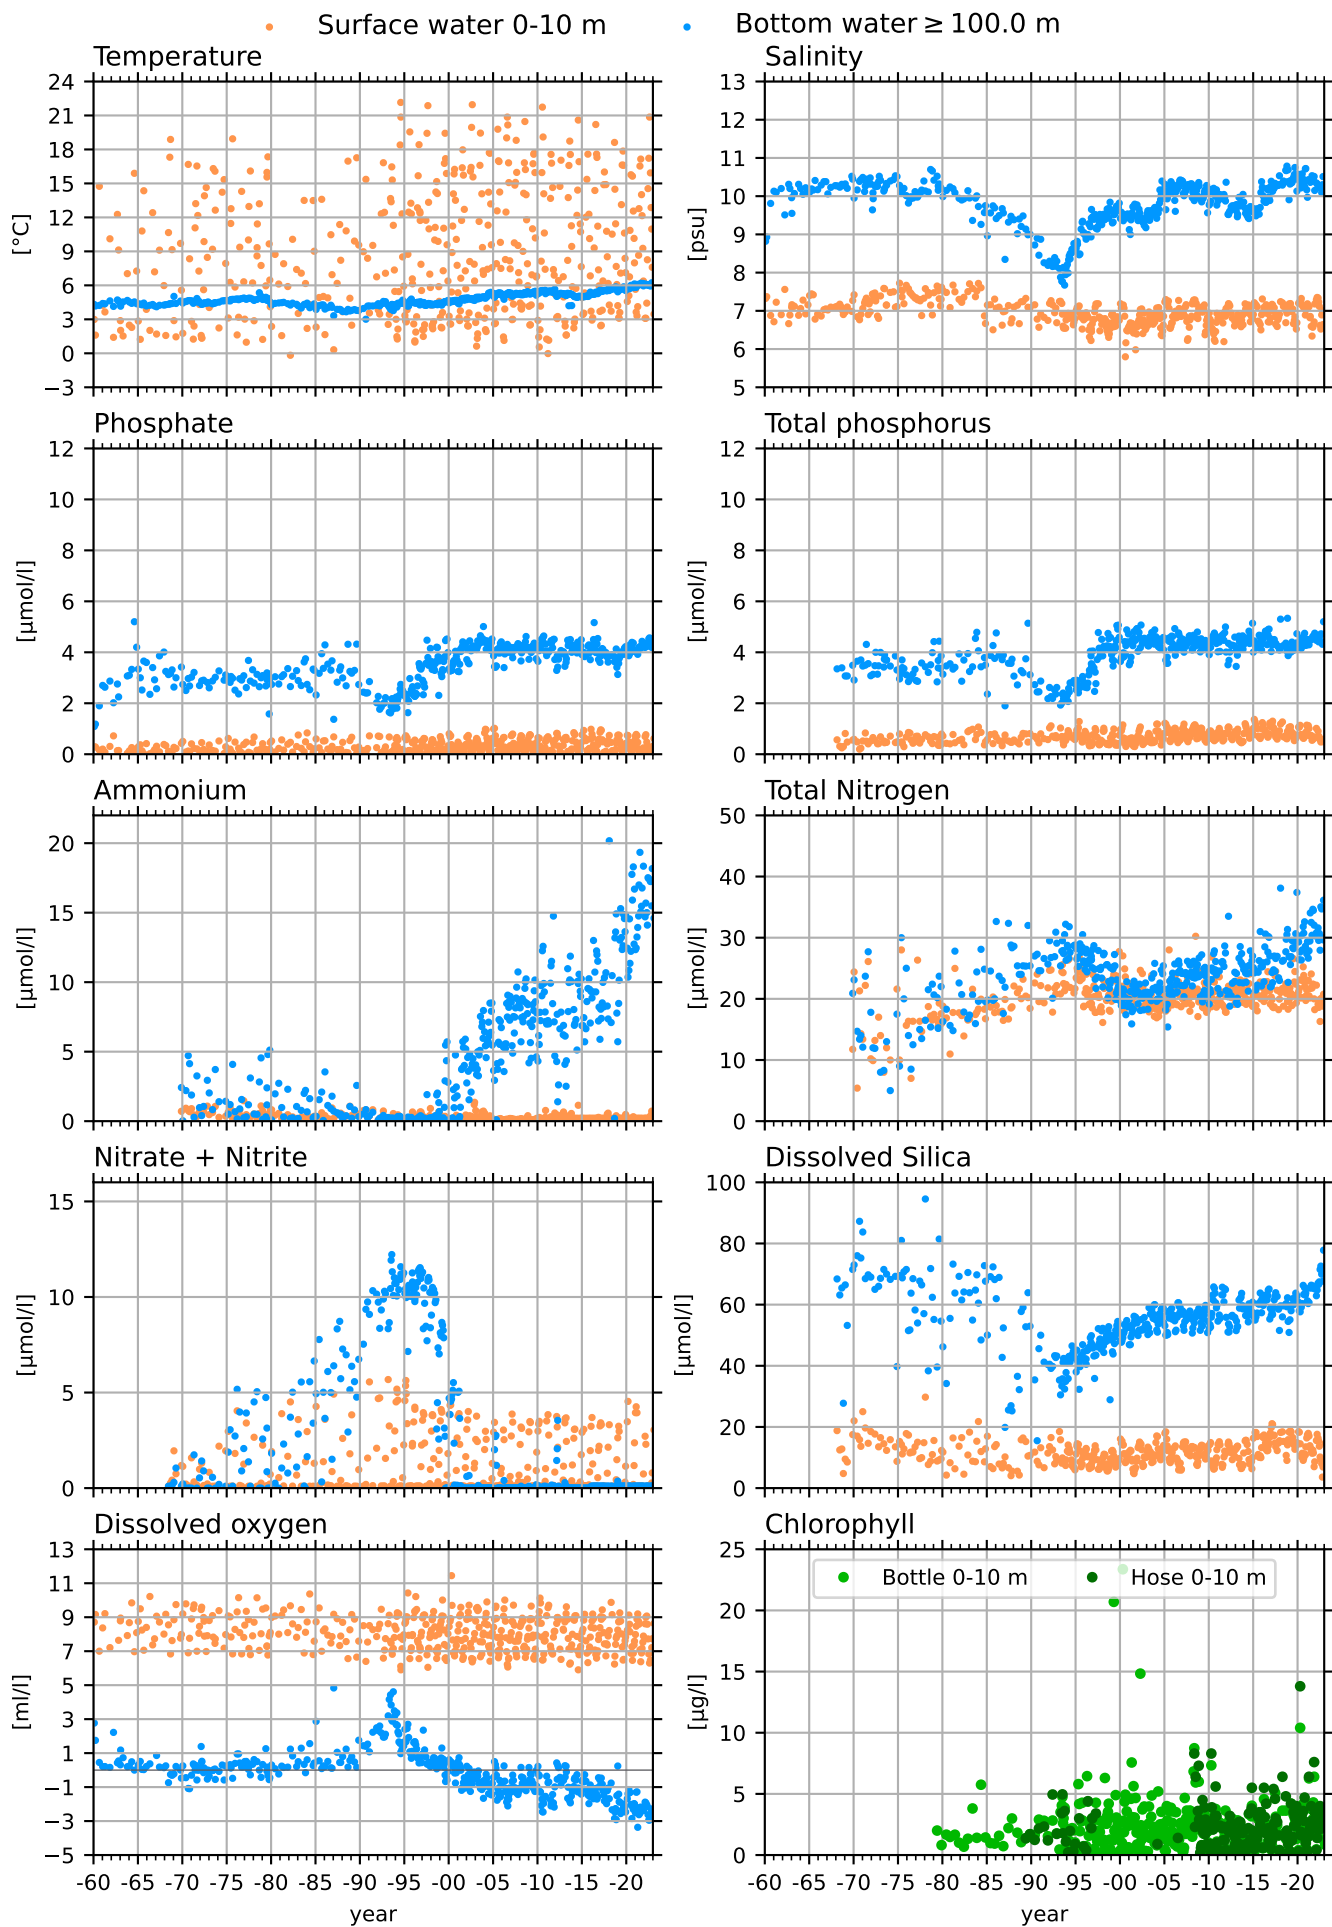 Surface water 0-10 m Bottom water ≥ 100.0 m
Temperature Salinity
24 21 18 15 12 9 6 3 0 −3
[°C]
13 12 11 10 9 8 7 6 5
[psu]
Phosphate Total phosphorus
12 10 8 6 4 2 0
[μmol/l]
12 10 8 6 4 2 0
[μmol/l]
Ammonium Total Nitrogen
20 15 10 5 0
[μmol/l]
50 40 30 20 10 0
[μmol/l]
Nitrate + Nitrite Dissolved Silica
15 10 5 0
[μmol/l]
100 80 60 40 20 0
[μmol/l]
Dissolved oxygen Chlorophyll
13 11 9 7 5 3 1 −1 −3 −5
[ml/l]
25 20 15 10 5 0
[μg/l]
Bottle 0-10 m Hose 0-10 m
-60 -65 -70 -75 -80 -85 -90 -95 -00 -05 -10 -15 -20
-60 -65 -70 -75 -80 -85 -90 -95 -00 -05 -10 -15 -20
year year